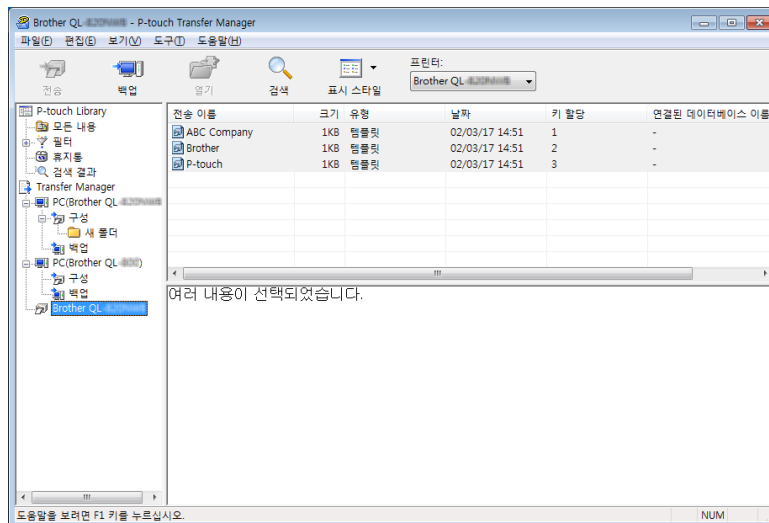 Brother QL- - P-touch Transfer Manager
파일(F) 편집(E) 보기(V) 도구(T) 도움말(H)
전송 백업 열기 검색 표시 스타일
프린터:
Brother QL-
P-touch Library
모든 내용
필터
휴지통
검색 결과
Transfer Manager
PC(Brother QL-
구성
새 폴더
백업
PC(Brother QL- )
구성
백업
Brother QL-
전송 이름 크기 유형 날짜 키 할당 연결된 데이터베이스 이름
ABC Company 1KB 템플릿 02/03/17 14:51 1 -
Brother 1KB 템플릿 02/03/17 14:51 2 -
P-touch 1KB 템플릿 02/03/17 14:51 3 -
여러 내용이 선택되었습니다.
도움말을 보려면 F1 키를 누르십시오.
NUM